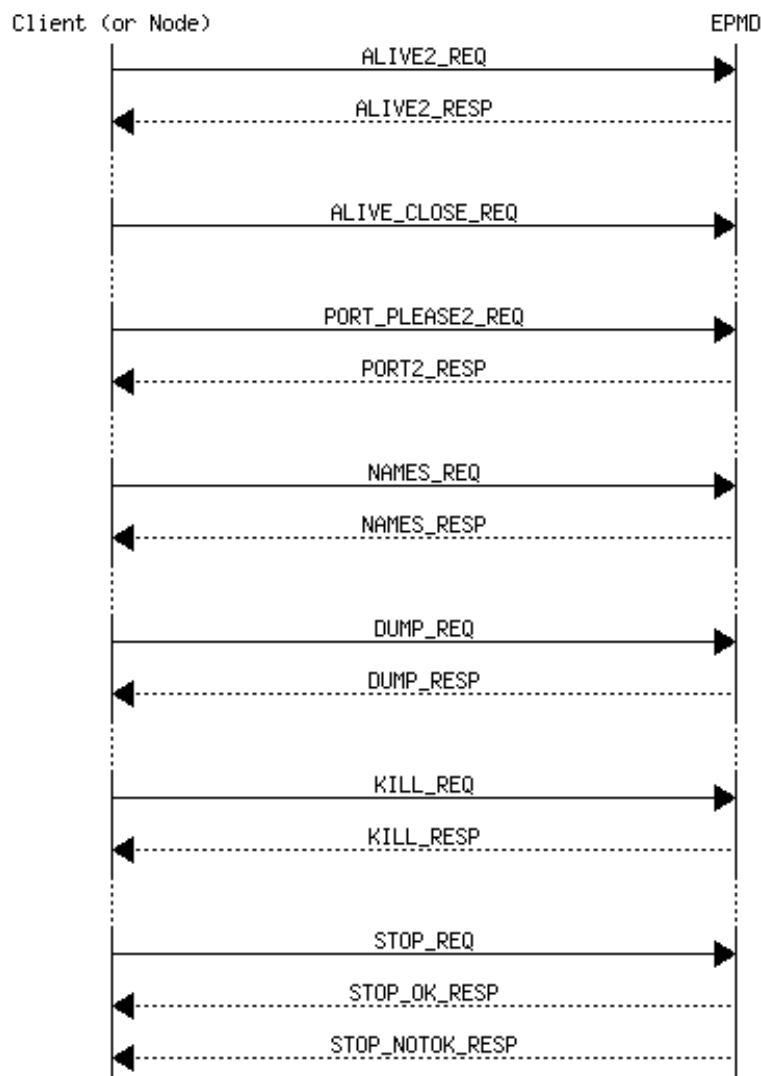 Client (or Node) EPMD
ALIVE2_REQ
ALIVE2_RESP
ALIVE_CLOSE_REQ
PORT_PLEASE2_REQ
PORT2_RESP
NAMES_REQ
NAMES_RESP
DUMP_REQ
DUMP_RESP
KILL_REQ
KILL_RESP
STOP_REQ
STOP_OK_RESP
STOP_NOTOK_RESP